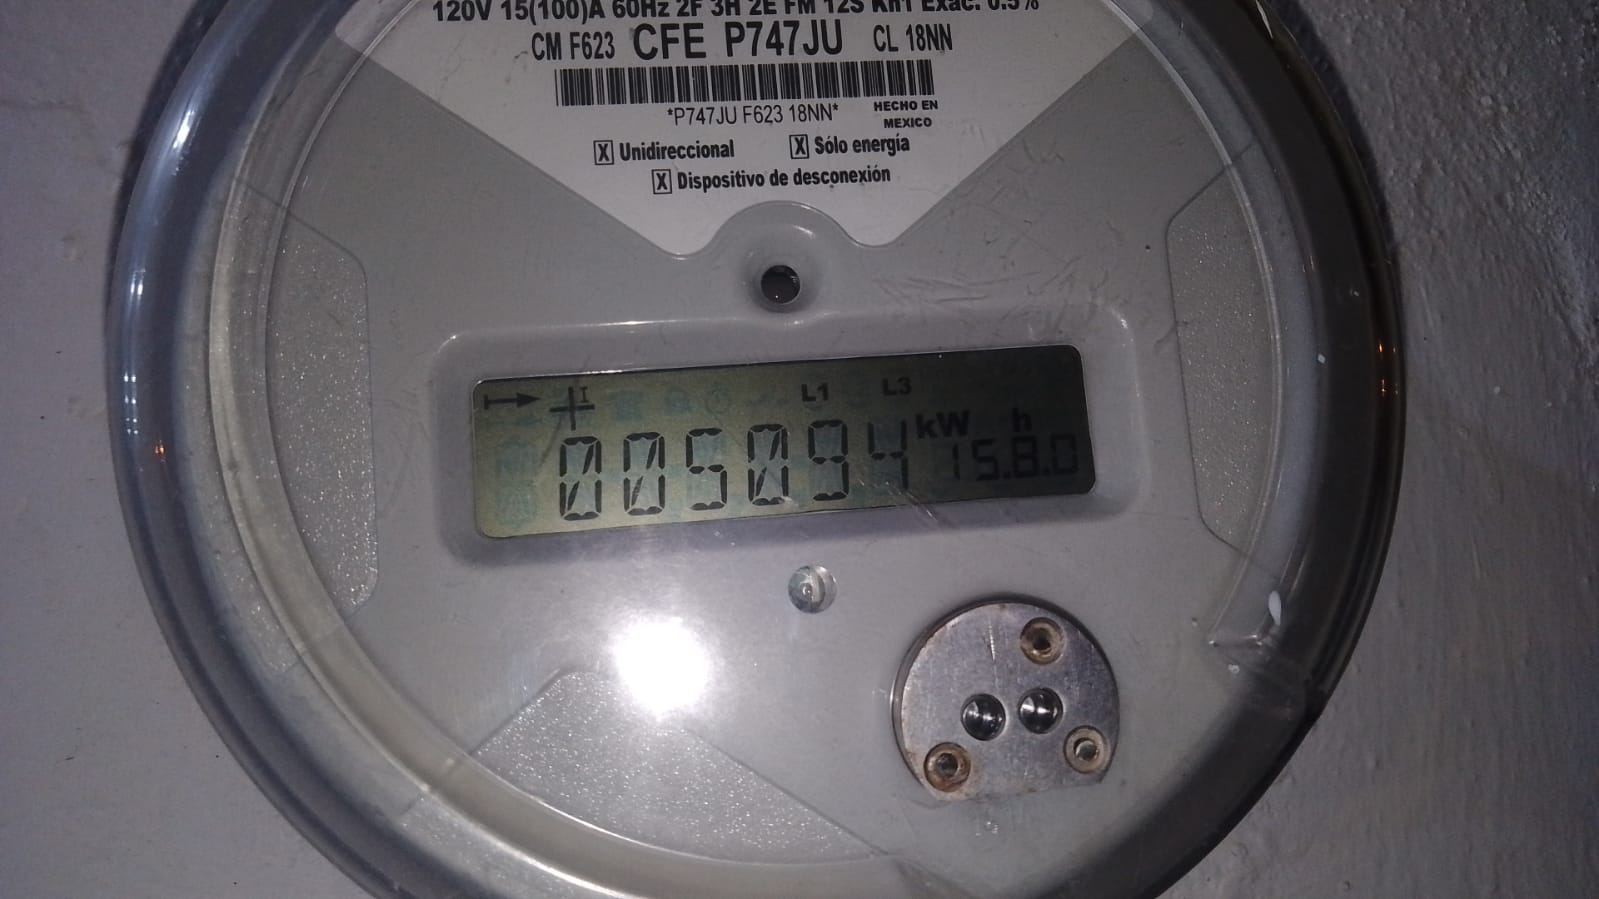 120V 15(100)A 60Hz 2F 3H 2E FM 12S Kh1 Exac. 0.5%
CM F623 CFE P747JU CL 18NN
*P747JU F623 18NN* HECHO EN MEXICO
X Unidireccional X Sólo energía
X Dispositivo de desconexión
L1 L3
005094 kW h 15.8.0